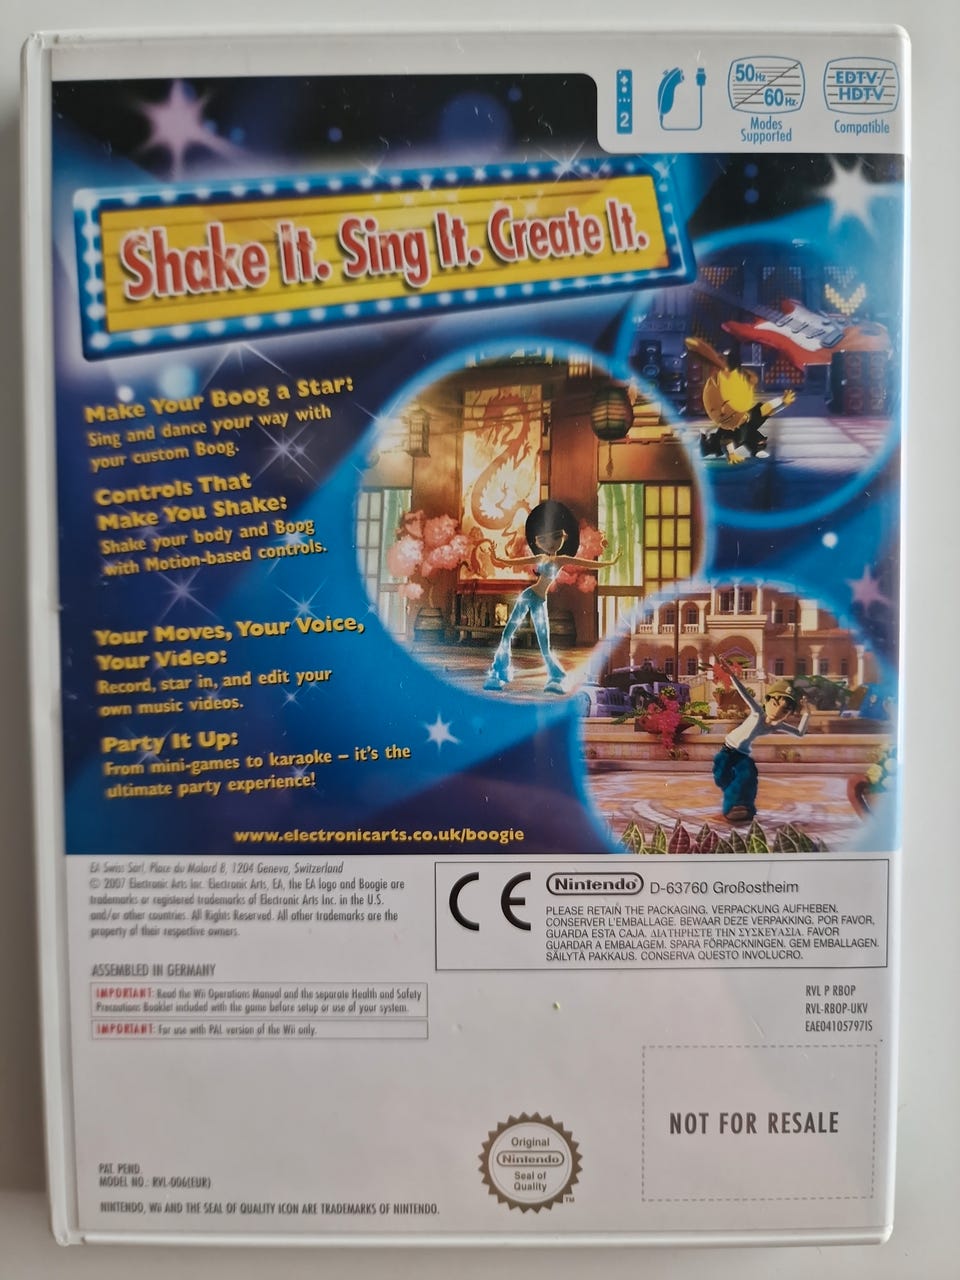 2
50Hz
60Hz
Modes
Supported
EDTV/
HDTV
Compatible
Shake It. Sing It. Create It.
Make Your Boog a Star:
Sing and dance your way with
your custom Boog.
Controls That
Make You Shake:
Shake your body and Boog
with Motion-based controls.
Your Moves, Your Voice,
Your Video:
Record, star in, and edit your
own music videos.
Party It Up:
From mini-games to karaoke – it's the
ultimate party experience!
www.electronicarts.co.uk/boogie
EA Swiss Sàrl, Place du Molard 8, 1204 Geneva, Switzerland
© 2007 Electronic Arts Inc. Electronic Arts, EA, the EA logo and Boogie are
trademarks or registered trademarks of Electronic Arts Inc. in the U.S.
and/or other countries. All Rights Reserved. All other trademarks are the
property of their respective owners.
ASSEMBLED IN GERMANY
IMPORTANT: Read the Wii Operations Manual and the separate Health and Safety
Precautions Booklet included with the game before setup or use of your system.
IMPORTANT: For use with PAL version of the Wii only.
CE
Nintendo D-63760 Großostheim
PLEASE RETAIN THE PACKAGING. VERPACKUNG AUFHEBEN.
CONSERVER L'EMBALLAGE. BEWAAR DEZE VERPAKKING. POR FAVOR,
GUARDA ESTA CAJA. ΔΙΑΤΗΡΗΣΤΕ ΤΗΝ ΣΥΣΚΕΥΑΣΙΑ. FAVOR
GUARDAR A EMBALAGEM. SPARA FÖRPACKNINGEN. GEM EMBALLAGEN.
SÄILYTÄ PAKKAUS. CONSERVA QUESTO INVOLUCRO.
RVL P RBOP
RVL-RBOP-UKV
EAE04105797IS
NOT FOR RESALE
Original
Nintendo
Seal of
Quality
TM
PAT. PEND.
MODEL NO.: RVL-006(EUR)
NINTENDO, Wii AND THE SEAL OF QUALITY ICON ARE TRADEMARKS OF NINTENDO.